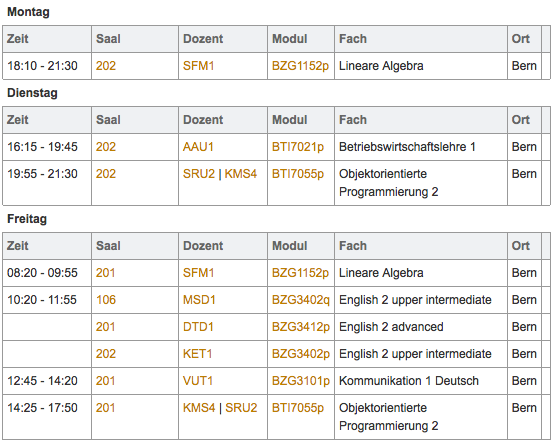 Montag
Zeit Saal Dozent Modul Fach Ort
18:10 - 21:30 202 SFM1 BZG1152p Lineare Algebra Bern
Dienstag
Zeit Saal Dozent Modul Fach Ort
16:15 - 19:45 202 AAU1 BTI7021p Betriebswirtschaftslehre 1 Bern
19:55 - 21:30 202 SRU2 | KMS4 BTI7055p Objektorientierte Bern
Programmierung 2
Freitag
Zeit Saal Dozent Modul Fach Ort
08:20 - 09:55 201 SFM1 BZG1152p Lineare Algebra Bern
10:20 - 11:55 106 MSD1 BZG3402q English 2 upper intermediate Bern
201 DTD1 BZG3412p English 2 advanced Bern
202 KET1 BZG3402p English 2 upper intermediate Bern
12:45 - 14:20 201 VUT1 BZG3101p Kommunikation 1 Deutsch Bern
14:25 - 17:50 201 KMS4 | SRU2 BTI7055p Objektorientierte Bern
Programmierung 2